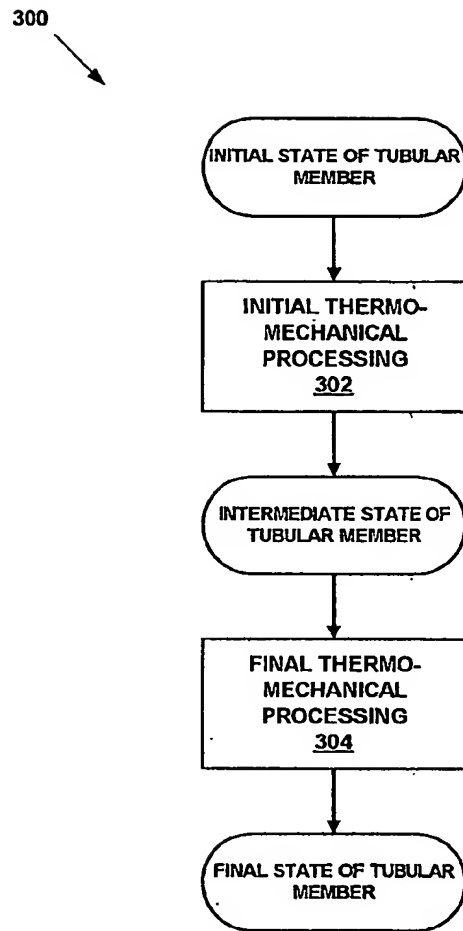 300
INITIAL STATE OF TUBULAR
MEMBER
INITIAL THERMO-
MECHANICAL
PROCESSING
302
INTERMEDIATE STATE OF
TUBULAR MEMBER
FINAL THERMO-
MECHANICAL
PROCESSING
304
FINAL STATE OF TUBULAR
MEMBER